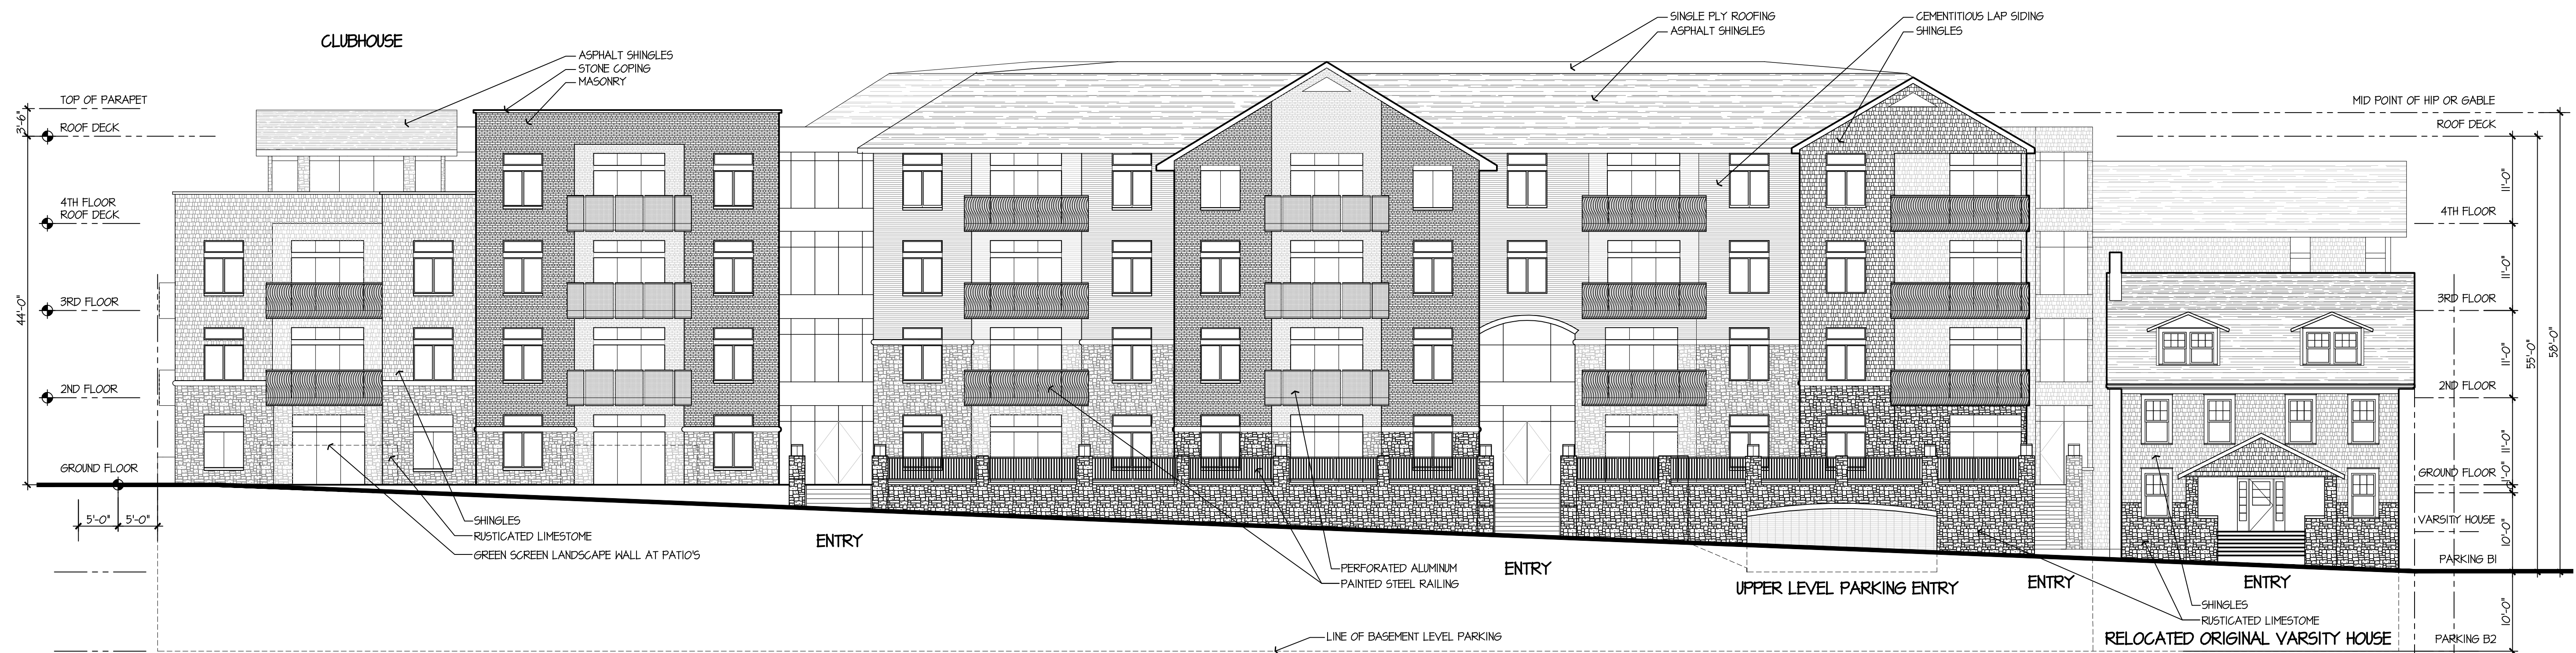 CLUBHOUSE
ASPHALT SHINGLES
STONE COPING
MASONRY
SINGLE PLY ROOFING
ASPHALT SHINGLES
CEMENTITIOUS LAP SIDING
SHINGLES
TOP OF PARAPET
3'-6"
ROOF DECK
4TH FLOOR
ROOF DECK
3RD FLOOR
44'-0"
2ND FLOOR
GROUND FLOOR
5'-0" 5'-0"
SHINGLES
RUSTICATED LIMESTOME
GREEN SCREEN LANDSCAPE WALL AT PATIO'S
ENTRY
PERFORATED ALUMINUM
PAINTED STEEL RAILING
ENTRY
UPPER LEVEL PARKING ENTRY
ENTRY
ENTRY
SHINGLES
RUSTICATED LIMESTOME
RELOCATED ORIGINAL VARSITY HOUSE
LINE OF BASEMENT LEVEL PARKING
MID POINT OF HIP OR GABLE
ROOF DECK
11'-0"
4TH FLOOR
11'-0"
3RD FLOOR
11'-0"
55'-0"
58'-0"
2ND FLOOR
11'-0"
GROUND FLOOR
1'-0"
VARSITY HOUSE
10'-0"
PARKING B1
10'-0"
PARKING B2